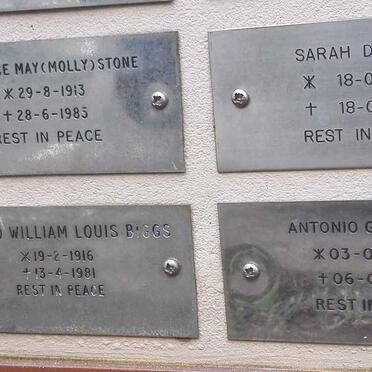 CE MAY(MOLLY)STONE
⚹ 29-8-1913
† 28-6-1985
REST IN PEACE
SARAH D
⚹ 18-0
† 18-0
REST IN
WILLIAM LOUIS BIGGS
⚹19-2-1916
†13-4-1981
REST IN PEACE
ANTONIO G
⚹03-0
†06-0
REST IN